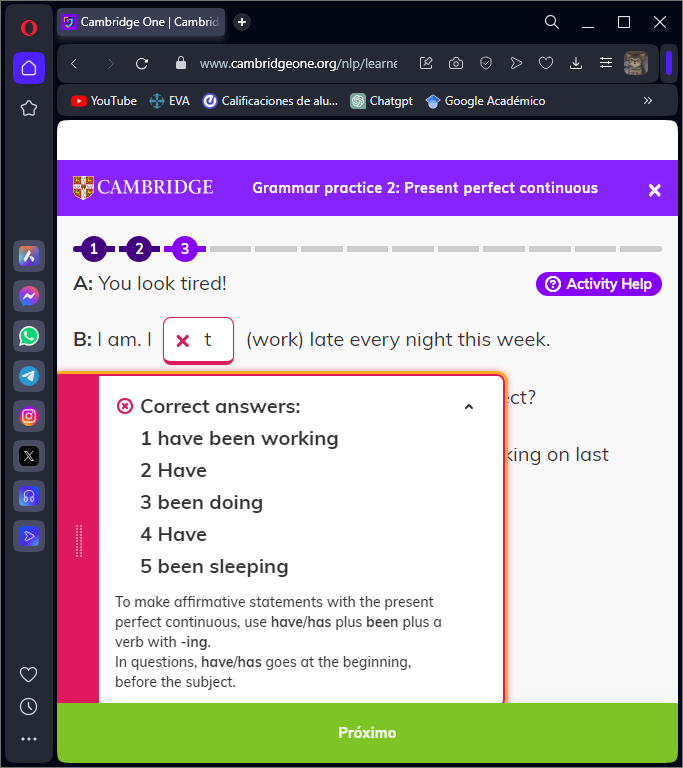 Cambridge One | Cambrid
www.cambridgeone.org/nlp/learne
YouTube EVA Calificaciones de alu... Chatgpt Google Académico »
CAMBRIDGE Grammar practice 2: Present perfect continuous
1 2 3
A: You look tired!
Activity Help
B: I am. I t (work) late every night this week.
ect?
king on last
Correct answers:
1 have been working
2 Have
3 been doing
4 Have
5 been sleeping
To make affirmative statements with the present
perfect continuous, use have/has plus been plus a
verb with -ing.
In questions, have/has goes at the beginning,
before the subject.
Próximo